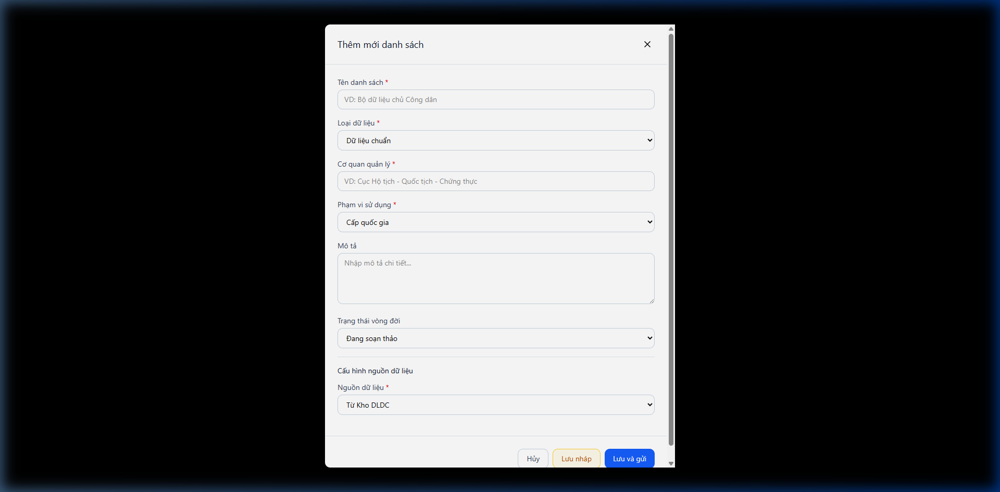 Thêm mới danh sách
Tên danh sách *
VD: Bộ dữ liệu chủ Công dân
Loại dữ liệu *
Dữ liệu chuẩn
Cơ quan quản lý *
VD: Cục Hộ tịch - Quốc tịch - Chứng thực
Phạm vi sử dụng *
Cấp quốc gia
Mô tả
Nhập mô tả chi tiết...
Trạng thái vòng đời
Đang soạn thảo
Cấu hình nguồn dữ liệu
Nguồn dữ liệu *
Từ Kho DLDC
Hủy Lưu nháp Lưu và gửi